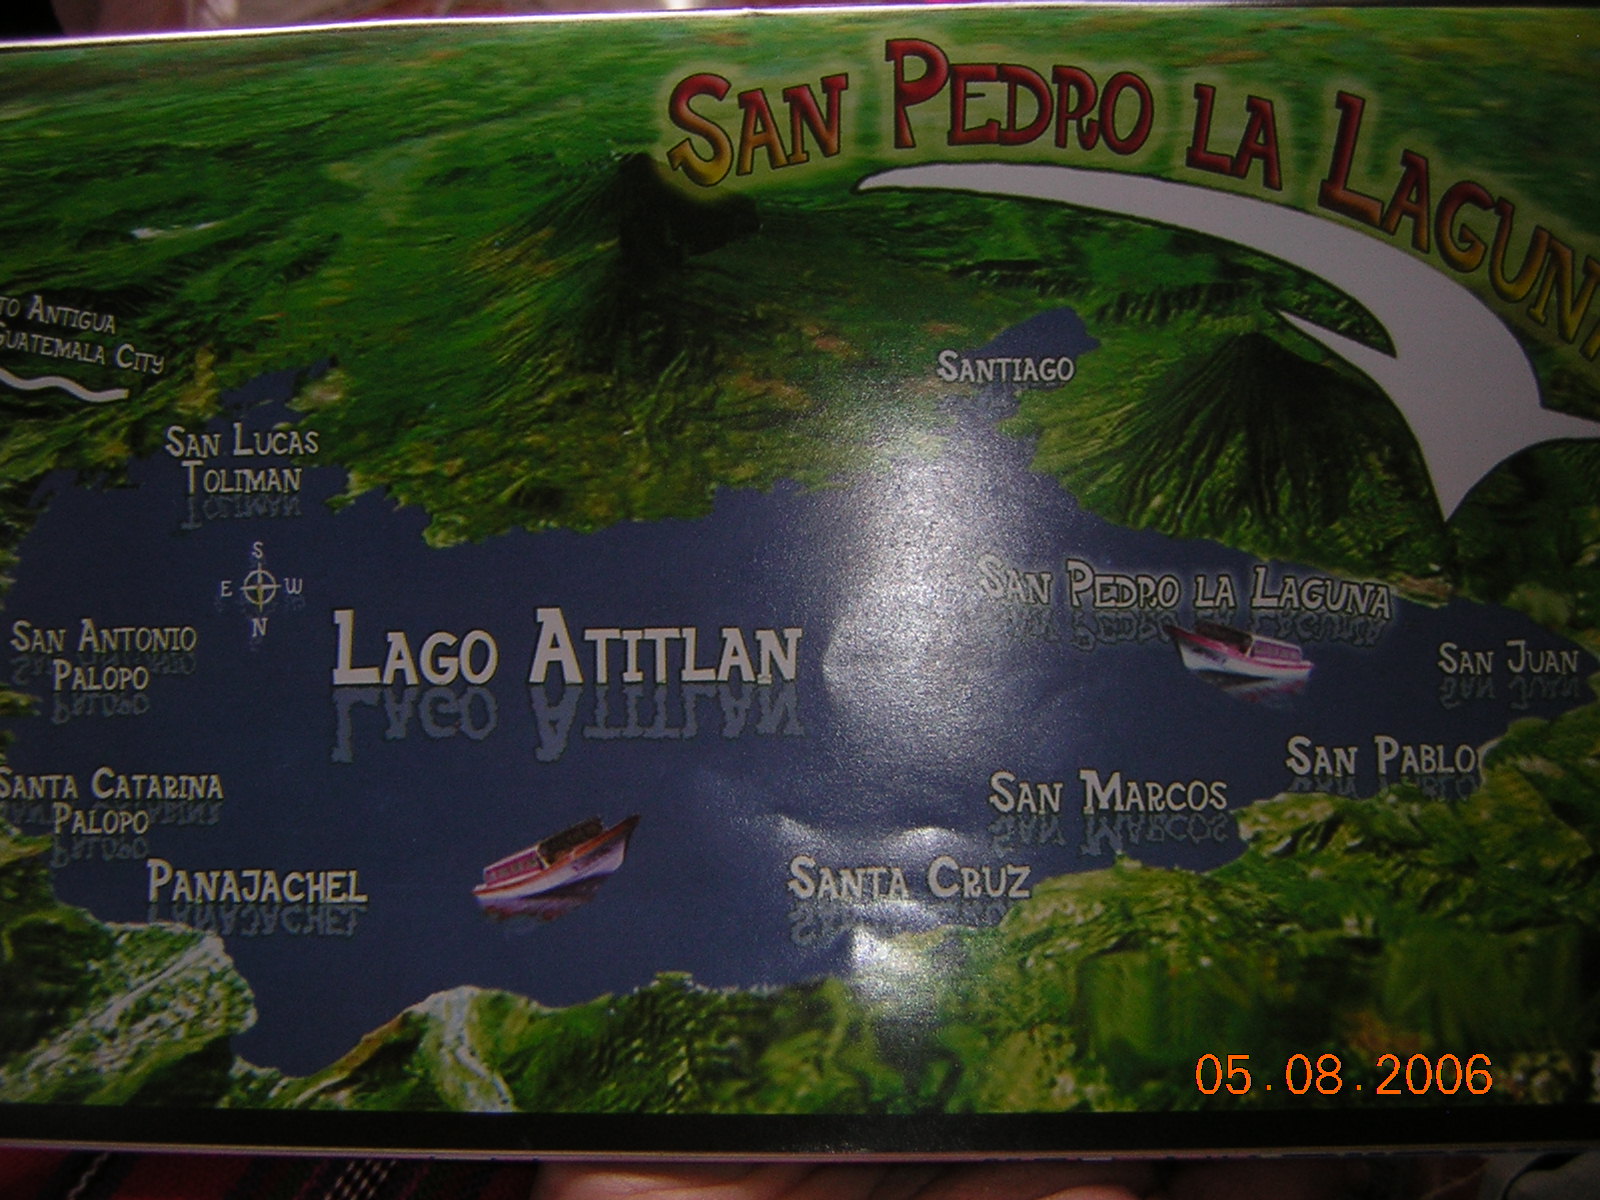 SAN PEDRO LA LAGUNA
TO ANTIGUA
GUATEMALA CITY
SANTIAGO
SAN LUCAS
TOLIMAN
S
E W
N
SAN PEDRO LA LAGUNA
SAN ANTONIO
PALOPO
LAGO ATITLAN
SAN JUAN
SAN PABLO
SANTA CATARINA
PALOPO
SAN MARCOS
PANAJACHEL
SANTA CRUZ
05.08.2006